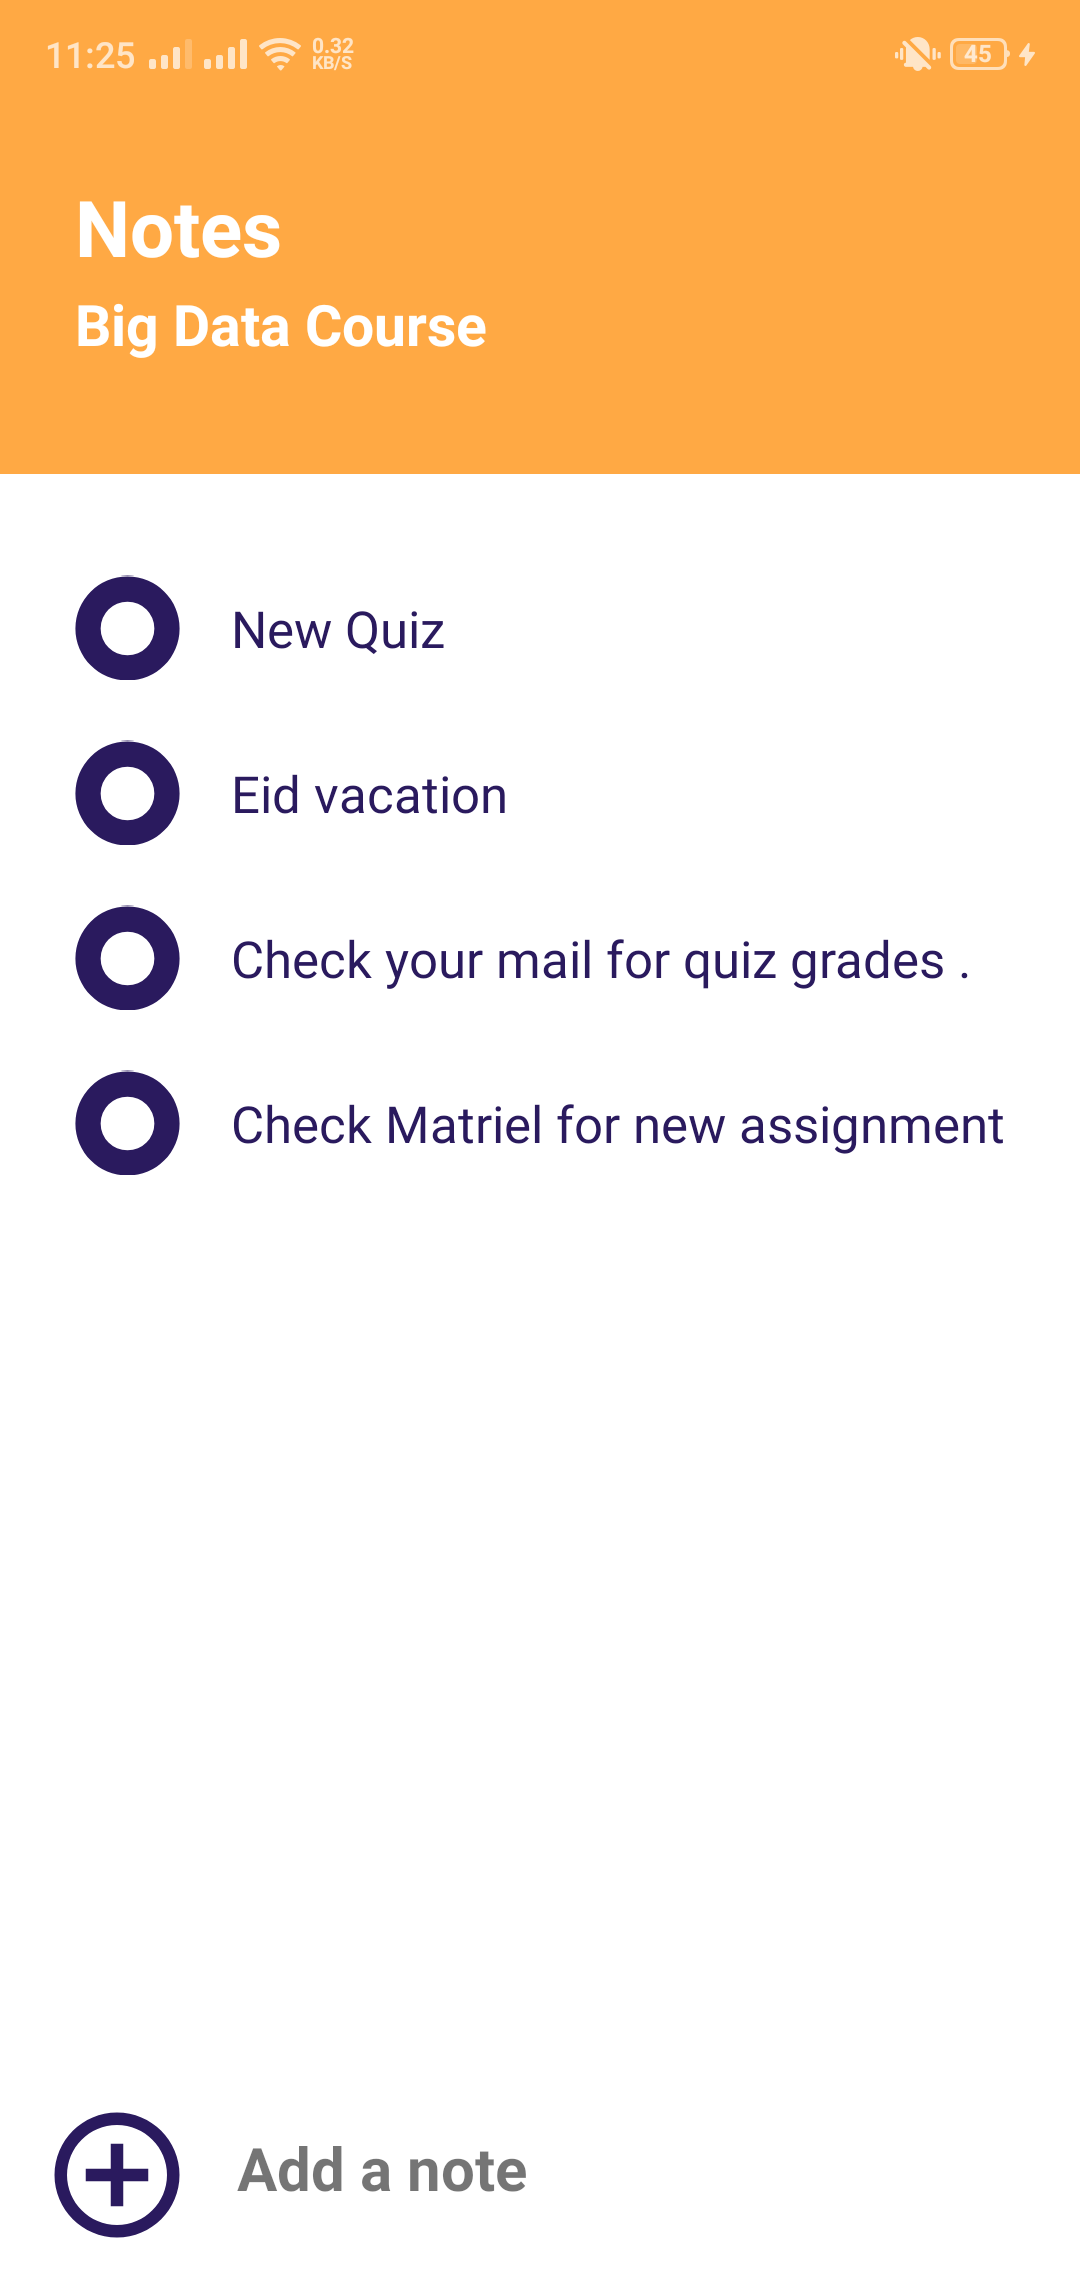 11:25 0.32 KB/S 45
Notes
Big Data Course
New Quiz
Eid vacation
Check your mail for quiz grades .
Check Matriel for new assignment
Add a note